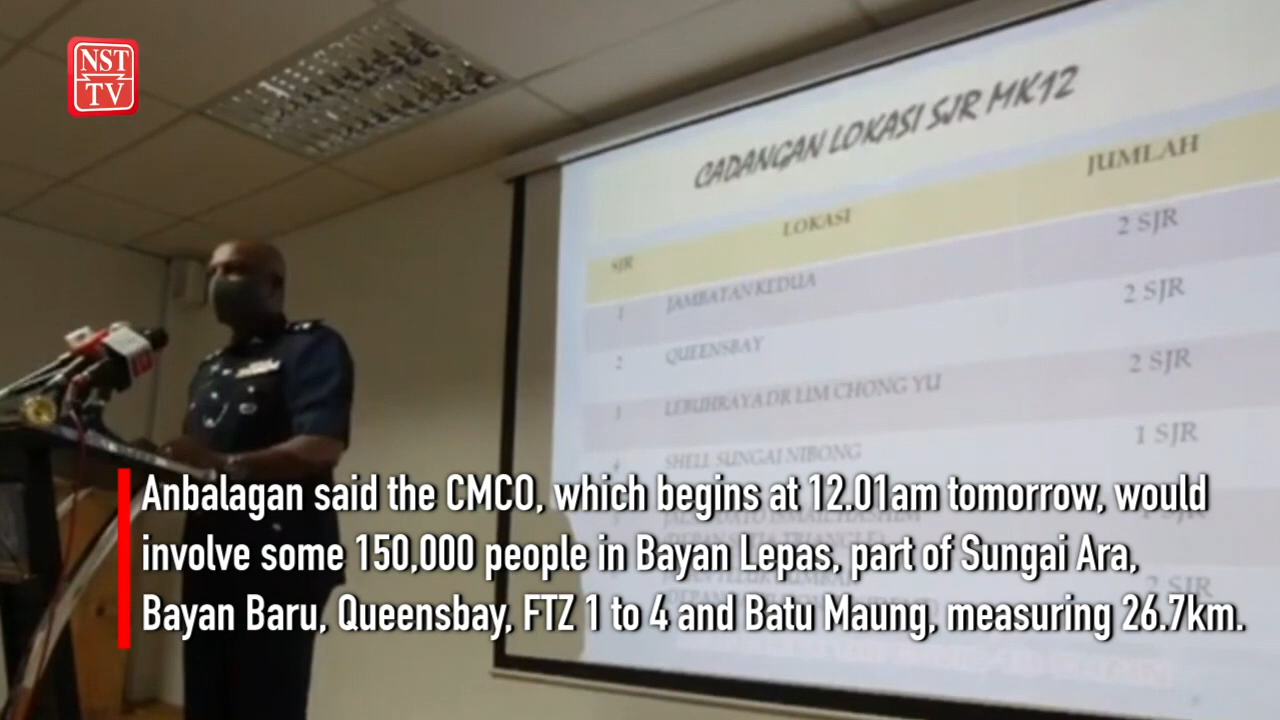 NST
TV
CADANGAN LOKASI SJR MK12
SJR LOKASI JUMLAH
1 JAMBATAN KEDUA 2 SJR
2 QUEENSBAY 2 SJR
3 LEBUHRAYA DR LIM CHONG YU 2 SJR
4 SHELL SUNGAI NIBONG 1 SJR
SJR
2 SJR
Anbalagan said the CMCO, which begins at 12.01am tomorrow, would
involve some 150,000 people in Bayan Lepas, part of Sungai Ara,
Bayan Baru, Queensbay, FTZ 1 to 4 and Batu Maung, measuring 26.7km.